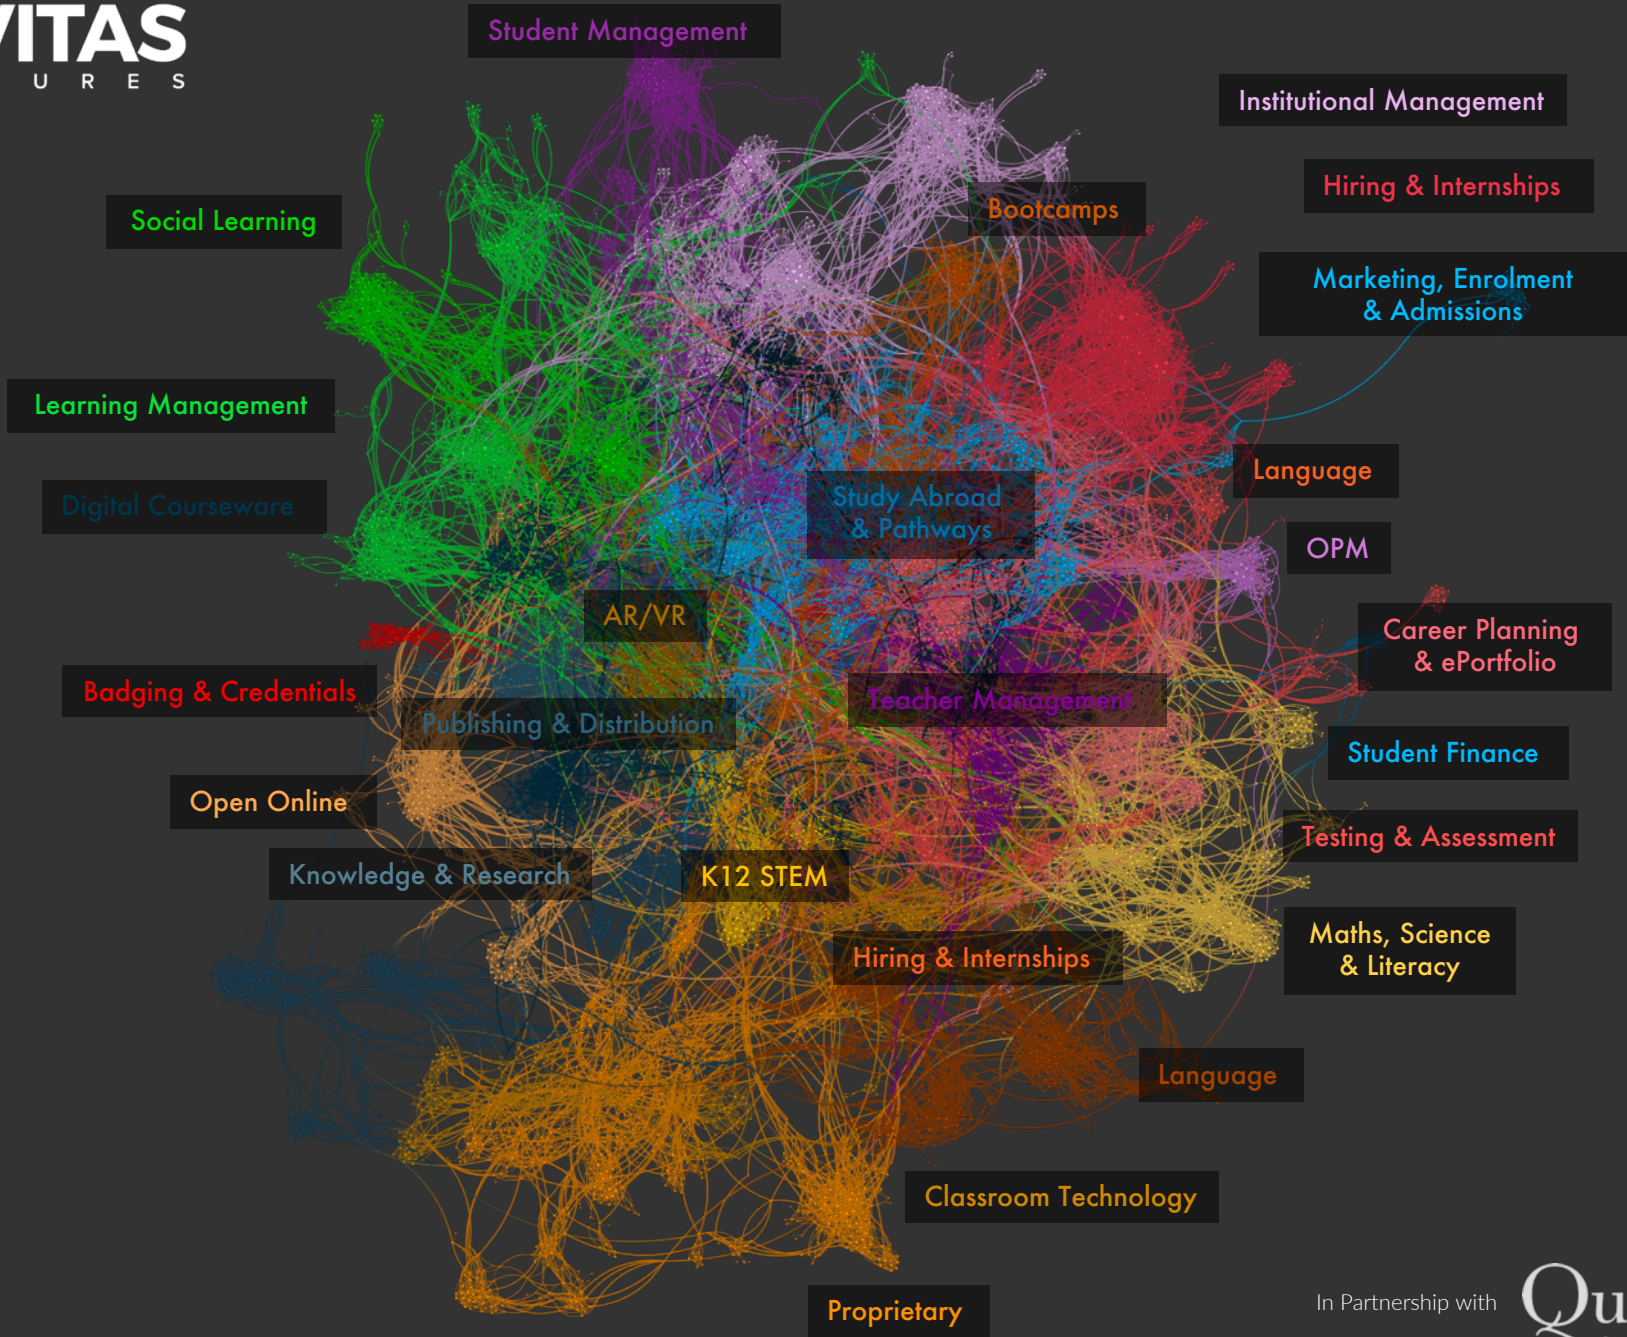 VITAS
U R E S
Student Management
Institutional Management
Hiring & Internships
Bootcamps
Social Learning
Marketing, Enrolment
& Admissions
Learning Management
Language
Digital Courseware
Study Abroad
& Pathways
OPM
AR/VR
Career Planning
& ePortfolio
Badging & Credentials
Teacher Management
Publishing & Distribution
Student Finance
Open Online
Testing & Assessment
Knowledge & Research
K12 STEM
Maths, Science
& Literacy
Hiring & Internships
Language
Classroom Technology
Proprietary
In Partnership with
Qu